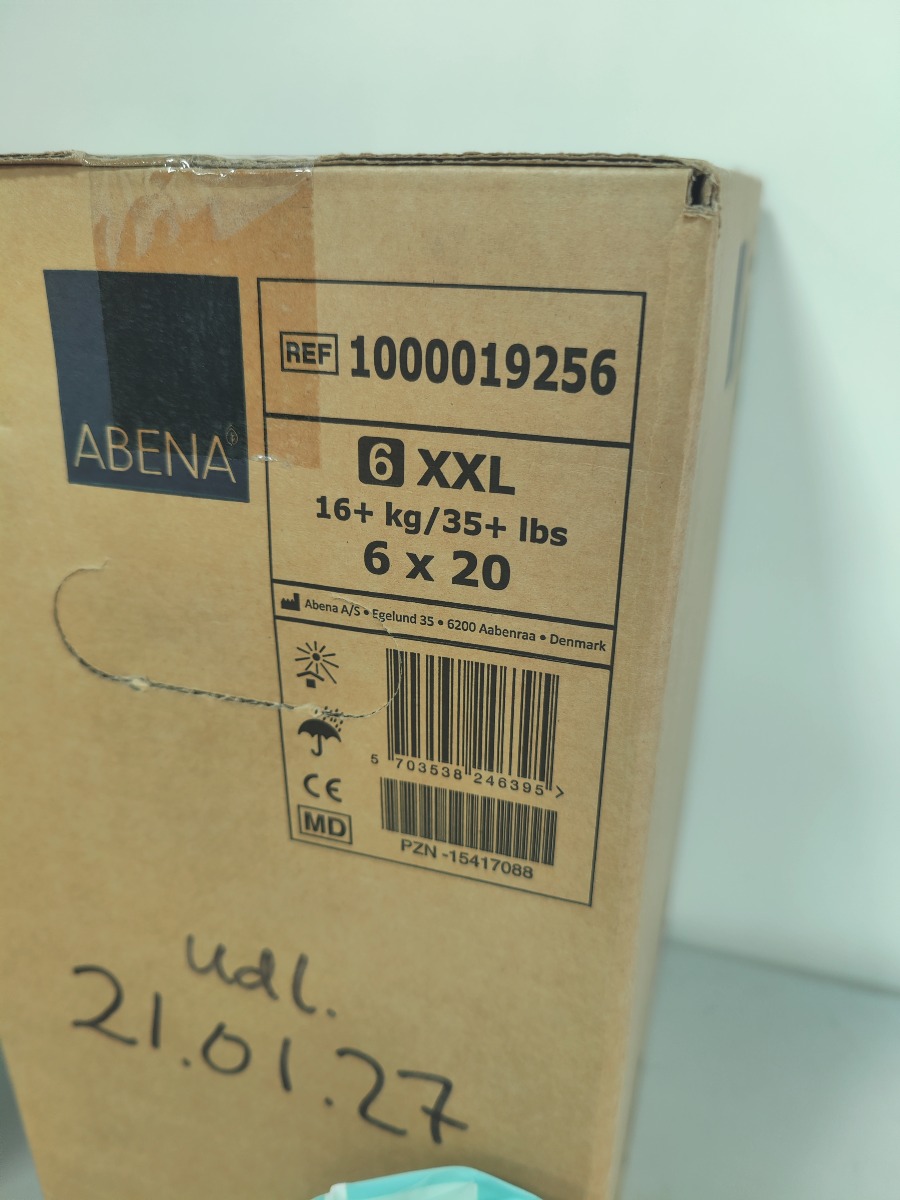 ABENA®
REF 1000019256
6 XXL
16+ kg/35+ lbs
6 x 20
Abena A/S • Egelund 35 • 6200 Aabenraa • Denmark
5 703538 246395 >
CE
MD
PZN -15417088
Udl.
21.01.27